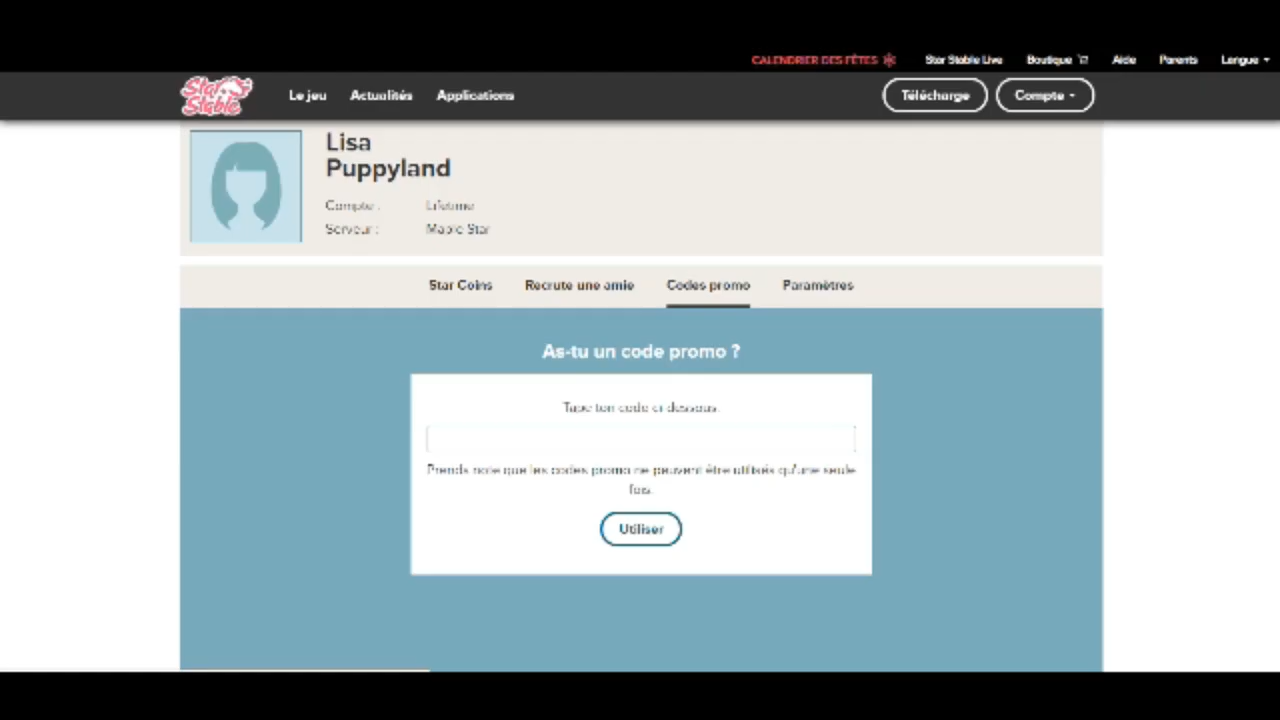 CALENDRIER DES FÊTES Star Stable Live Boutique Aide Parents Langue
Star Stable Le jeu Actualités Applications Télécharge Compte
Lisa
Puppyland
Compte : Lifetime
Serveur : Maple Star
Star Coins Recrute une amie Codes promo Paramètres
As-tu un code promo ?
Tape ton code ci-dessous.
Prends note que les codes promo ne peuvent être utilisés qu'une seule
fois.
Utiliser